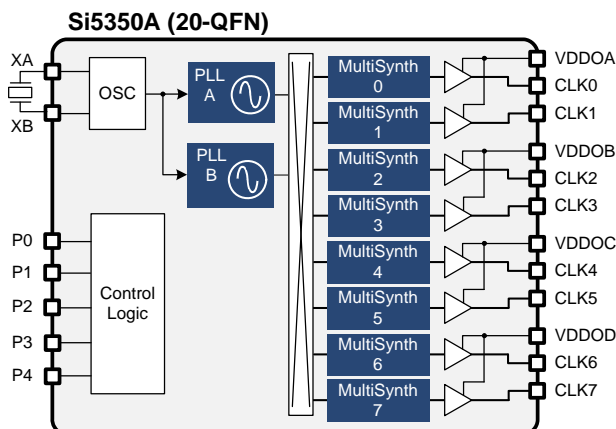 Si5350A (20-QFN)
XA
XB
OSC
PLL
A
PLL
B
MultiSynth
0
MultiSynth
1
MultiSynth
2
MultiSynth
3
MultiSynth
4
MultiSynth
5
MultiSynth
6
MultiSynth
7
VDDOA
CLK0
CLK1
VDDOB
CLK2
CLK3
VDDOC
CLK4
CLK5
VDDOD
CLK6
CLK7
P0
P1
P2
P3
P4
Control
Logic